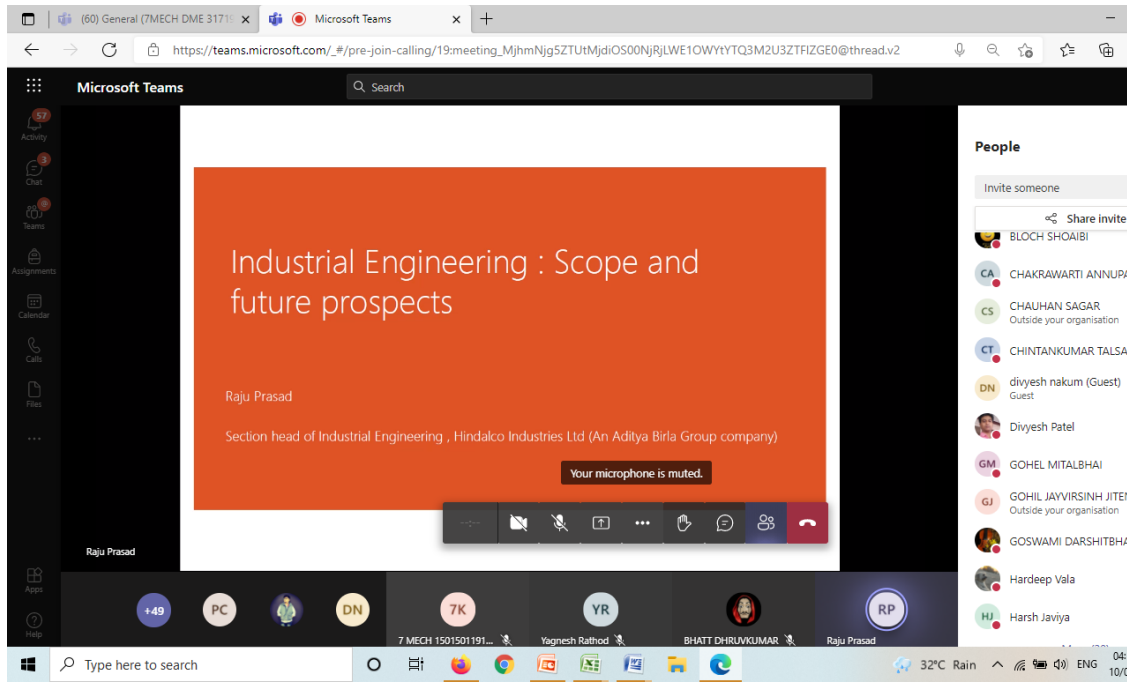 (60) General (7MECH DME 31719
Microsoft Teams
https://teams.microsoft.com/_#/pre-join-calling/19:meeting_MjhmNjg5ZTUtMjdiOS00NjRjLWE1OWYtYTQ3M2U3ZTFIZGE0@thread.v2
Microsoft Teams
Search
57
Activity
3
Chat
Teams
Assignments
Calendar
Calls
Files
Apps
Help
Industrial Engineering : Scope and
future prospects
Raju Prasad
Section head of Industrial Engineering , Hindalco Industries Ltd (An Aditya Birla Group company)
Your microphone is muted.
--:--
Raju Prasad
People
Invite someone
Share invite
BLOCH SHOAIBI
CA CHAKRAWARTI ANNUPA
CS CHAUHAN SAGAR
Outside your organisation
CT CHINTANKUMAR TALSA
DN divyesh nakum (Guest)
Guest
Divyesh Patel
GM GOHEL MITALBHAI
GJ GOHIL JAYVIRSINH JITEN
Outside your organisation
GOSWAMI DARSHITBHA
Hardeep Vala
HJ Harsh Javiya
+49 PC DN 7K YR RP
7 MECH 1501501191... Yagnesh Rathod BHATT DHRUVKUMAR Raju Prasad
Type here to search
32°C Rain ENG 04:
10/0